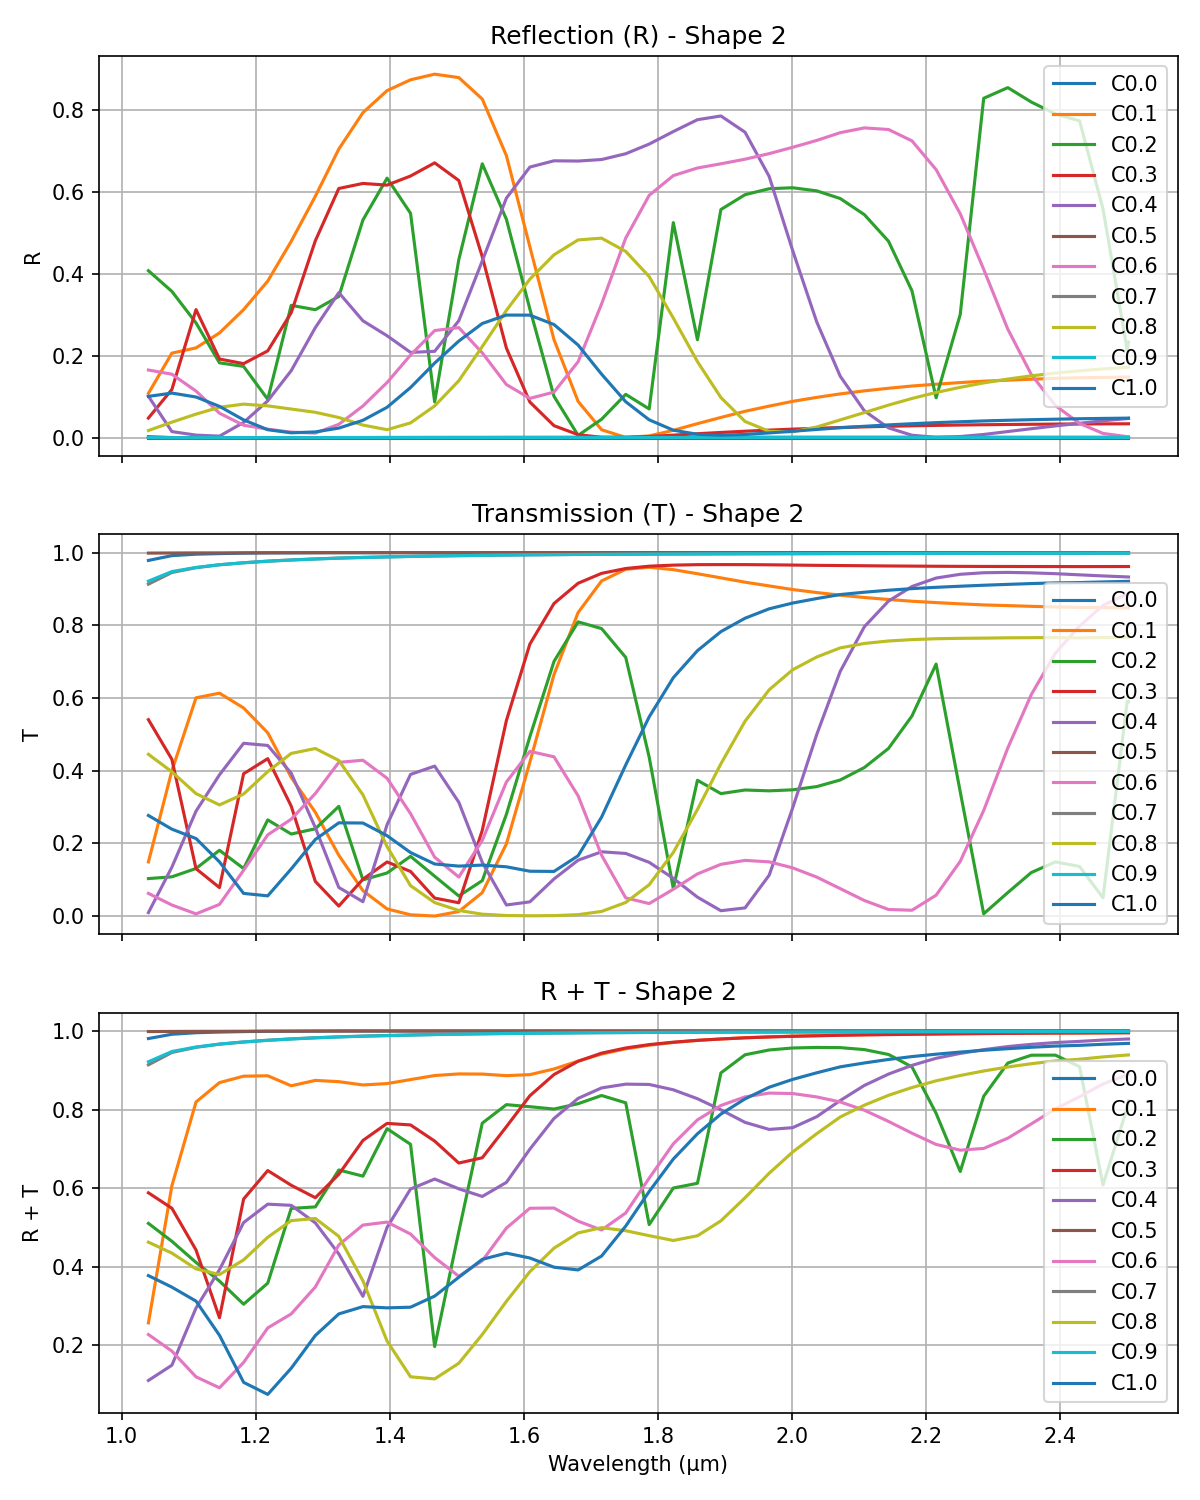 Reflection (R) - Shape 2
0.8
0.6
0.4
0.2
0.0
R
C0.0
C0.1
C0.2
C0.3
C0.4
C0.5
C0.6
C0.7
C0.8
C0.9
C1.0
Transmission (T) - Shape 2
1.0
0.8
0.6
0.4
0.2
0.0
T
C0.0
C0.1
C0.2
C0.3
C0.4
C0.5
C0.6
C0.7
C0.8
C0.9
C1.0
R + T - Shape 2
1.0
0.8
0.6
0.4
0.2
R + T
C0.0
C0.1
C0.2
C0.3
C0.4
C0.5
C0.6
C0.7
C0.8
C0.9
C1.0
1.0 1.2 1.4 1.6 1.8 2.0 2.2 2.4
Wavelength (μm)